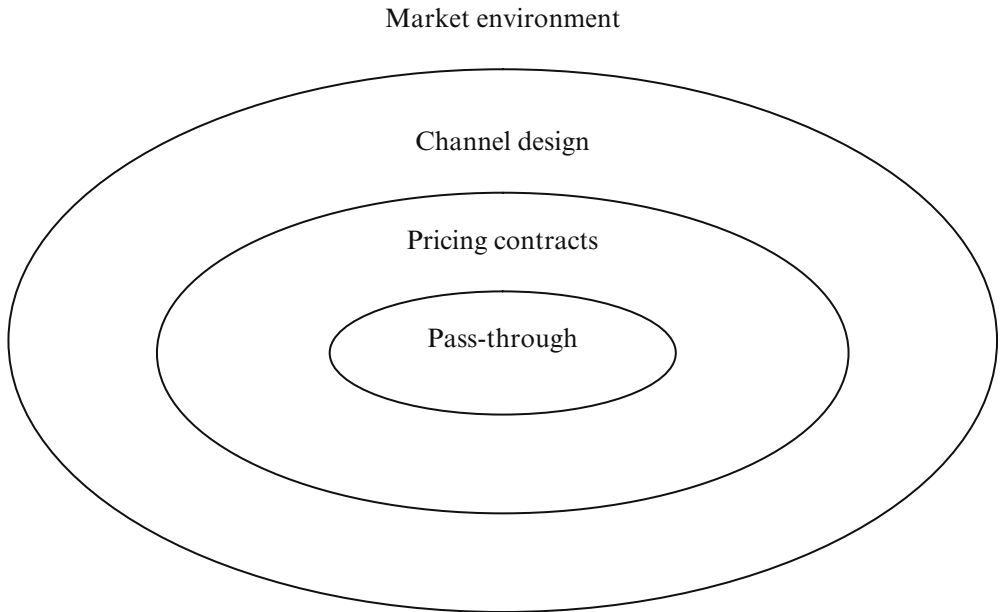 Market environment
Channel design
Pricing contracts
Pass-through